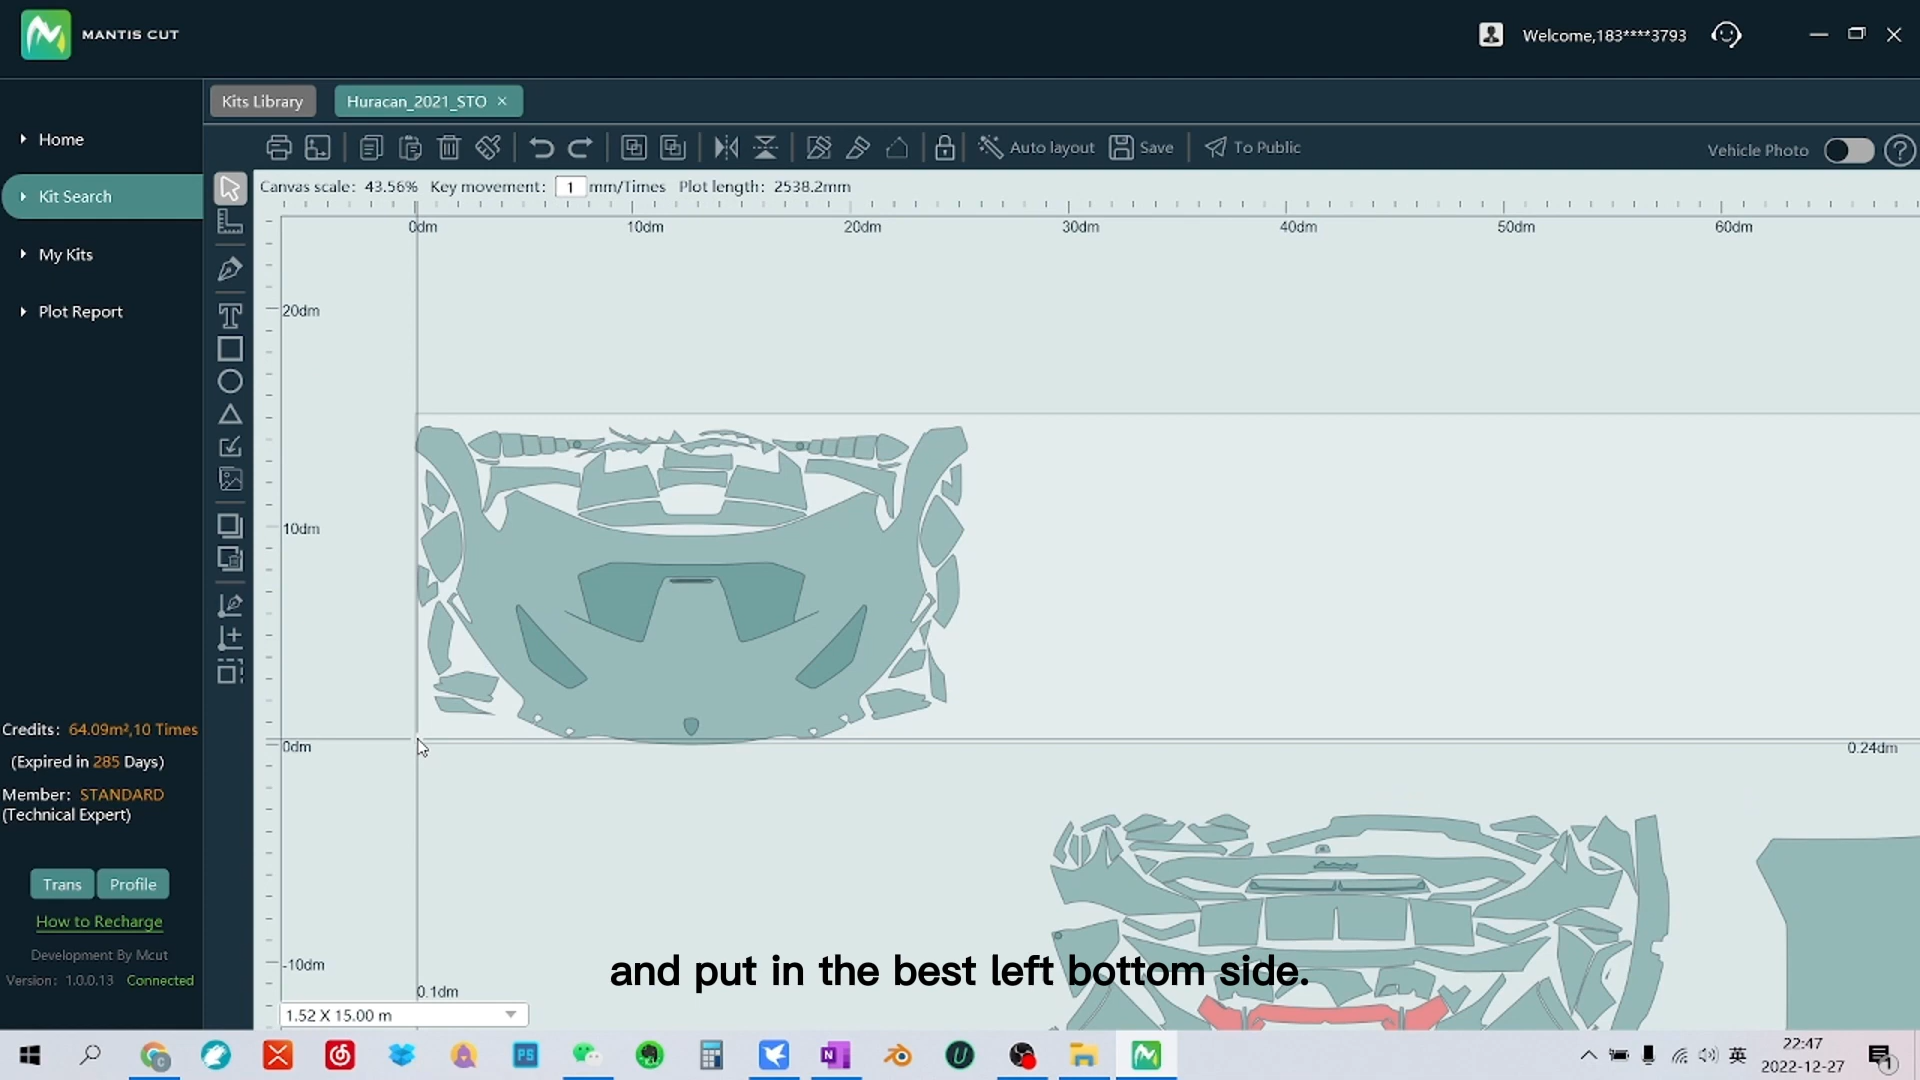 MANTIS CUT
Welcome,183****3793
Kits Library
Huracan_2021_STO ×
Home
Kit Search
My Kits
Plot Report
Auto layout
Save
To Public
Vehicle Photo
Canvas scale: 43.56% Key movement: 1 mm/Times Plot length: 2538.2mm
0dm 10dm 20dm 30dm 40dm 50dm 60dm
20dm
10dm
0dm
0.24dm
-10dm
0.1dm
Credits: 64.09m²,10 Times
(Expired in 285 Days)
Member: STANDARD
(Technical Expert)
Trans
Profile
How to Recharge
Development By Mcut
Version: 1.0.0.13 Connected
and put in the best left bottom side.
1.52 X 15.00 m
英
22:47
2022-12-27